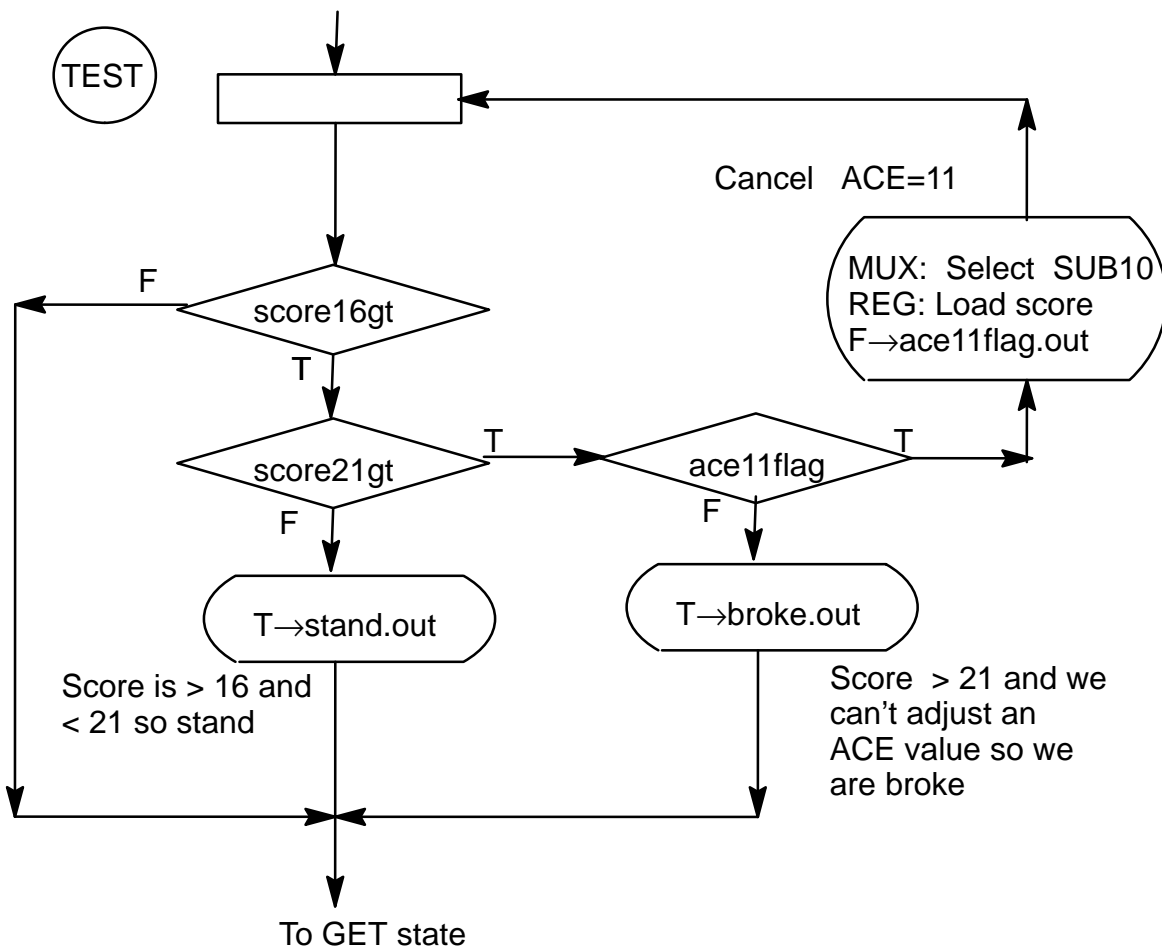 TEST
Cancel ACE=11
MUX: Select SUB10
REG: Load score
F→ace11flag.out
F
score16gt
T
score21gt
T
ace11flag
T
F
F
T→stand.out
T→broke.out
Score is > 16 and
< 21 so stand
Score > 21 and we
can't adjust an
ACE value so we
are broke
To GET state